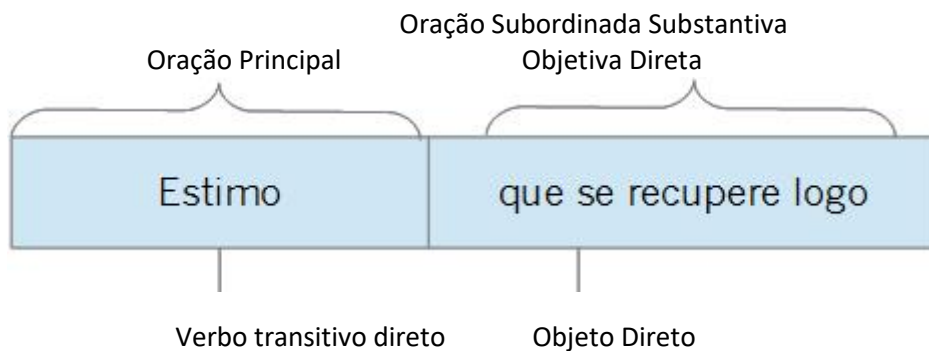 Oração Subordinada Substantiva
Oração Principal Objetiva Direta
Estimo que se recupere logo
Verbo transitivo direto Objeto Direto